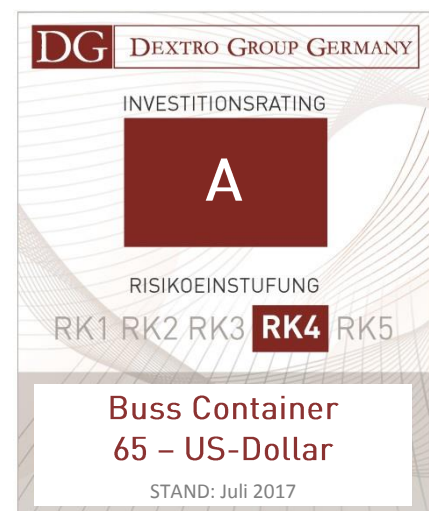 DG DEXTRO GROUP GERMANY
INVESTITIONSRATING
A
RISIKOEINSTUFUNG
RK1 RK2 RK3 RK4 RK5
Buss Container
65 – US-Dollar
STAND: Juli 2017